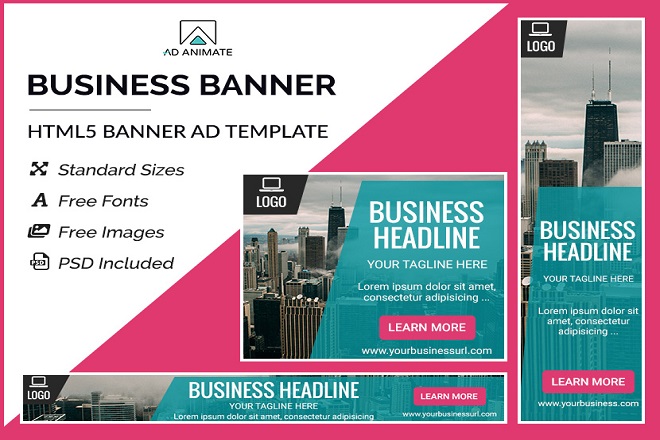 AD ANIMATE
BUSINESS BANNER
HTML5 BANNER AD TEMPLATE
Standard Sizes
Free Fonts
Free Images
PSD Included
LOGO
BUSINESS
HEADLINE
YOUR TAGLINE HERE
Lorem ipsum dolor sit amet,
consectetur adipisicing ...
LEARN MORE
www.yourbusinessurl.com
LOGO
BUSINESS
HEADLINE
YOUR TAGLINE HERE
Lorem ipsum dolor sit amet,
consectetur adipisicing ...
LEARN MORE
www.yourbusinessurl.com
LOGO
BUSINESS HEADLINE
YOUR TAGLINE HERE
Lorem ipsum dolor sit amet, consectetur adipisicing
LEARN MORE
www.yourbusinessurl.com